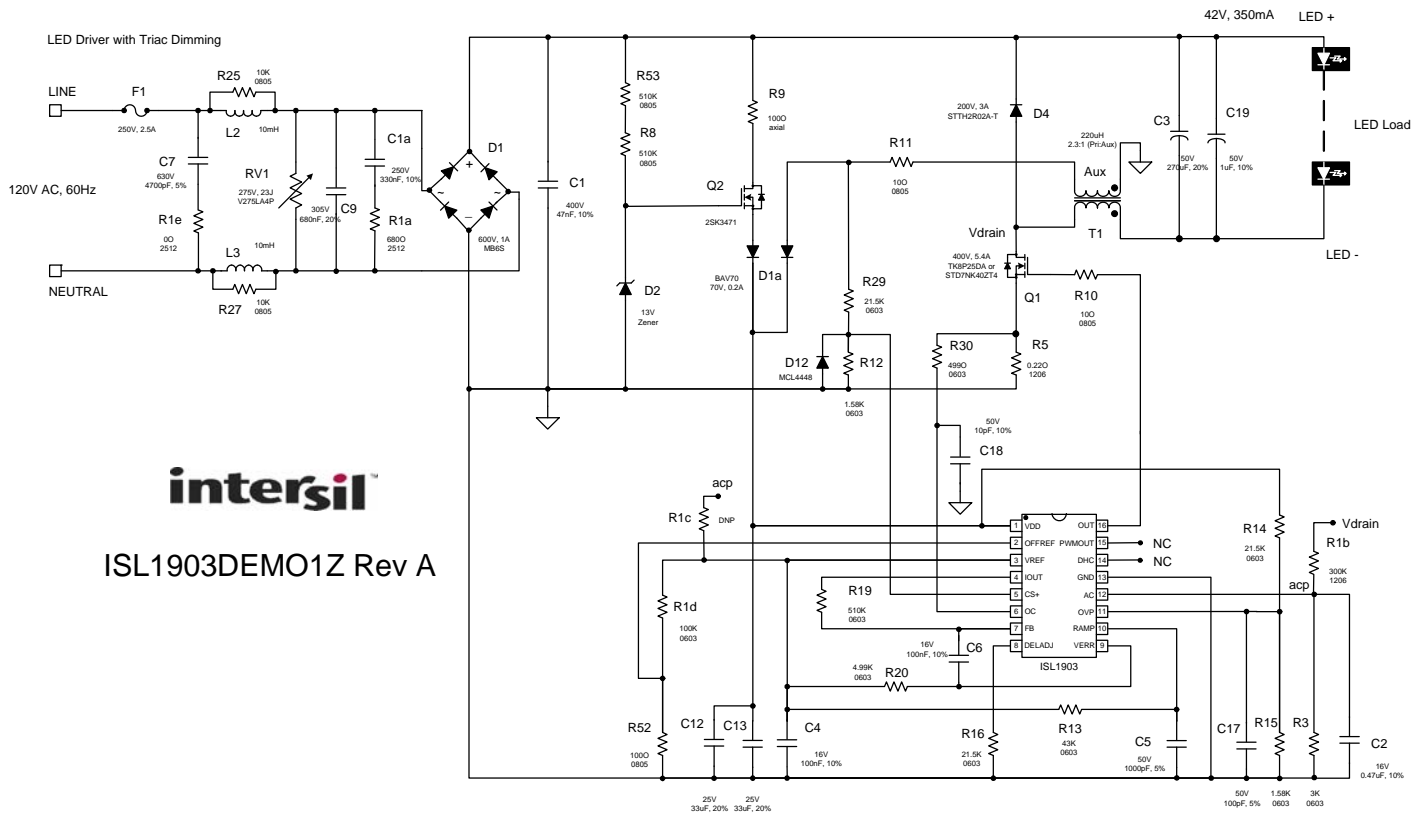 42V, 350mA
LED +
LED Driver with Triac Dimming
LINE
F1
250V, 2.5A
R25
10K
0805
L2
10mH
C7
630V
4700pF, 5%
120V AC, 60Hz
R1e
0O
2512
RV1
275V, 23J
V275LA4P
305V
680nF, 20%
C9
C1a
250V
330nF, 10%
R1a
680O
2512
L3
10mH
R27
10K
0805
NEUTRAL
D1
+
~
~
_
600V, 1A
MB6S
C1
400V
47nF, 10%
R53
510K
0805
R8
510K
0805
D2
13V
Zener
R9
100O
axial
Q2
2SK3471
D1a
BAV70
70V, 0.2A
R11
10O
0805
R29
21.5K
0603
D12
MCL4448
R12
1.58K
0603
200V, 3A
STTH2R02A-T
D4
220uH
2.3:1 (Pri:Aux)
Aux
T1
Vdrain
400V, 5.4A
TK8P25DA or
STD7NK40ZT4
Q1
R10
10O
0805
R30
499O
0603
R5
0.22O
1206
C3
50V
270uF, 20%
C19
50V
1uF, 10%
LED Load
LED -
50V
10pF, 10%
C18
intersil™
ISL1903DEMO1Z Rev A
acp
R1c
DNP
R1d
100K
0603
R52
100O
0805
1 VDD
OUT 16
2 OFFREF
PWMOUT 15
NC
3 VREF
DHC 14
NC
4 IOUT
GND 13
5 CS+
AC 12
6 OC
OVP 11
7 FB
RAMP 10
8 DELADJ
VERR 9
ISL1903
R19
510K
0603
16V
100nF, 10%
C6
4.99K
0603
R20
R14
21.5K
0603
Vdrain
R1b
300K
1206
acp
C12
25V
33uF, 20%
C13
25V
33uF, 20%
C4
16V
100nF, 10%
R16
21.5K
0603
R13
43K
0603
C5
50V
1000pF, 5%
C17
50V
100pF, 5%
R15
1.58K
0603
R3
3K
0603
C2
16V
0.47uF, 10%